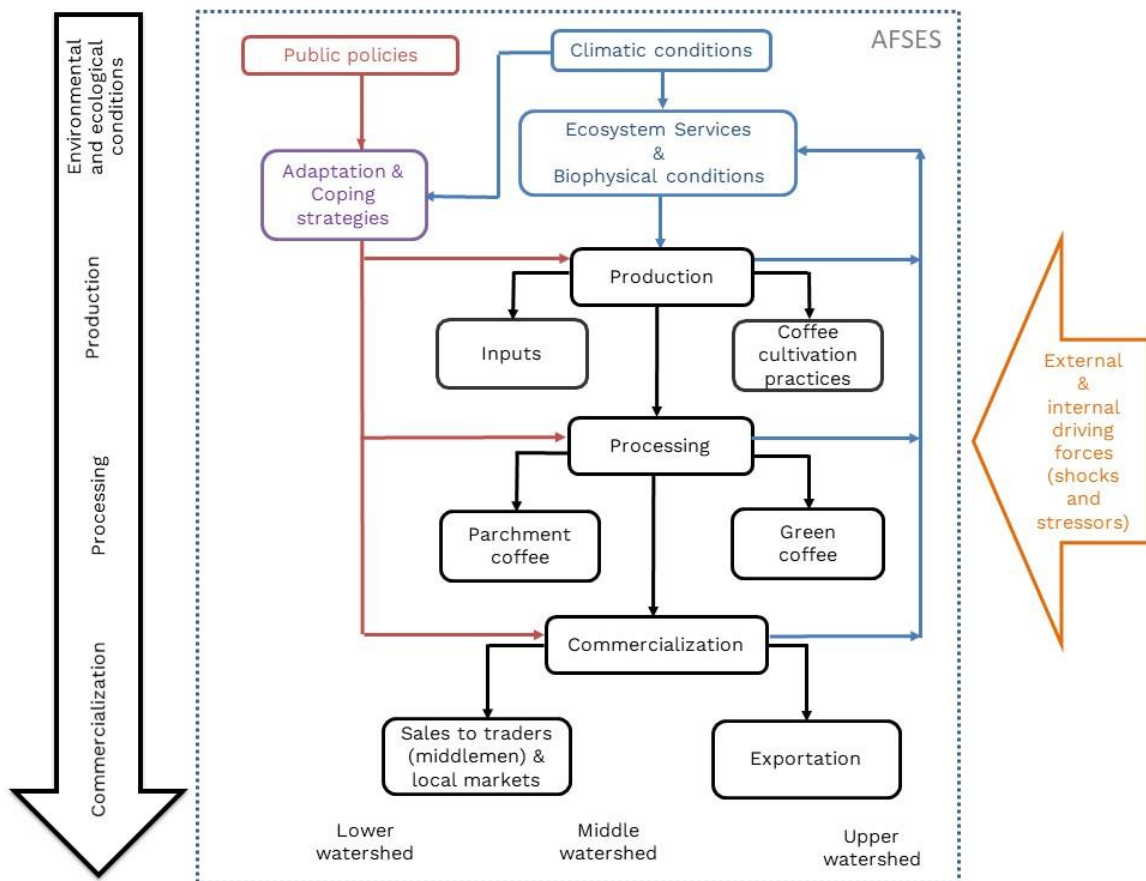 AFSES
Environmental
and ecological
conditions
Production
Processing
Commercialization
Public policies
Climatic conditions
Ecosystem Services
&
Biophysical conditions
Adaptation &
Coping
strategies
Production
Inputs
Coffee
cultivation
practices
Processing
Parchment
coffee
Green
coffee
Commercialization
Sales to traders
(middlemen) &
local markets
Exportation
Lower
watershed
Middle
watershed
Upper
watershed
External
&
internal
driving
forces
(shocks
and
stressors)